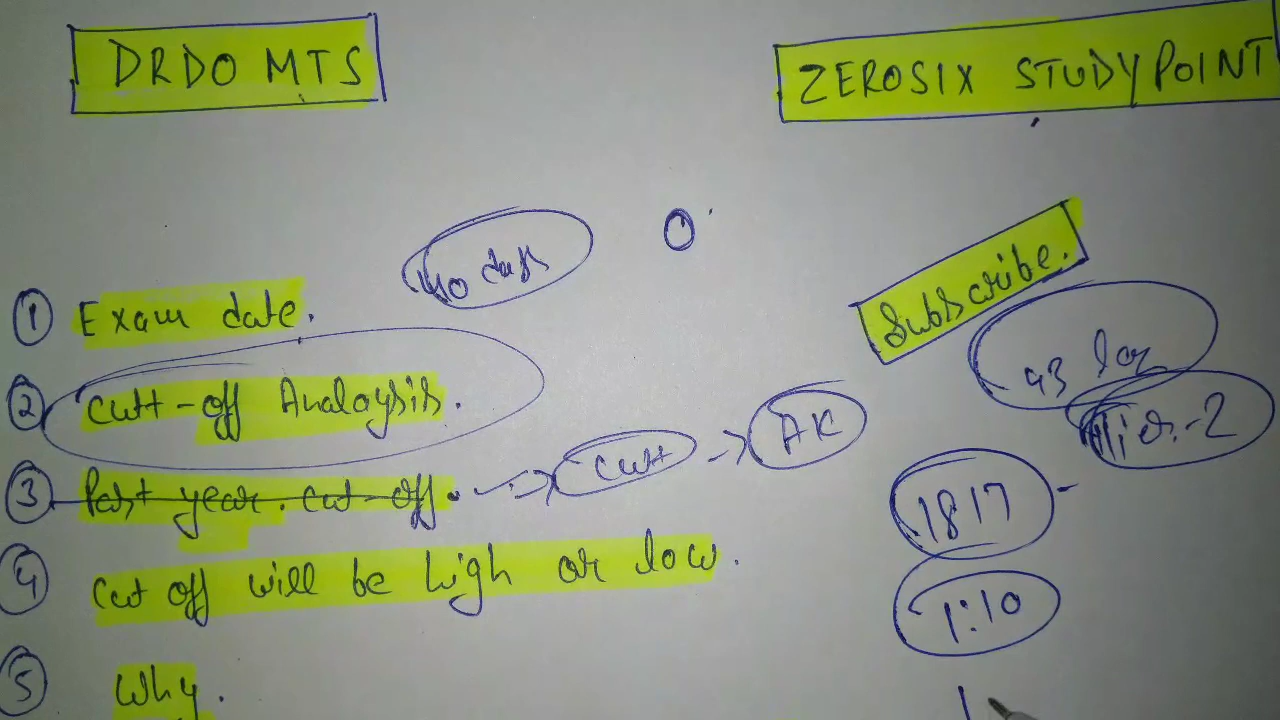 DRDO MTS
ZEROSIX STUDY POINT
40 days
0
Subscribe.
① Exam date.
43 lac
② Cutt-off Analaysis.
Tier-2
③ Past year. cut-off. -> Cutt -> AK
1817 -
④ Cut off will be high or low.
1:10
⑤ Why.